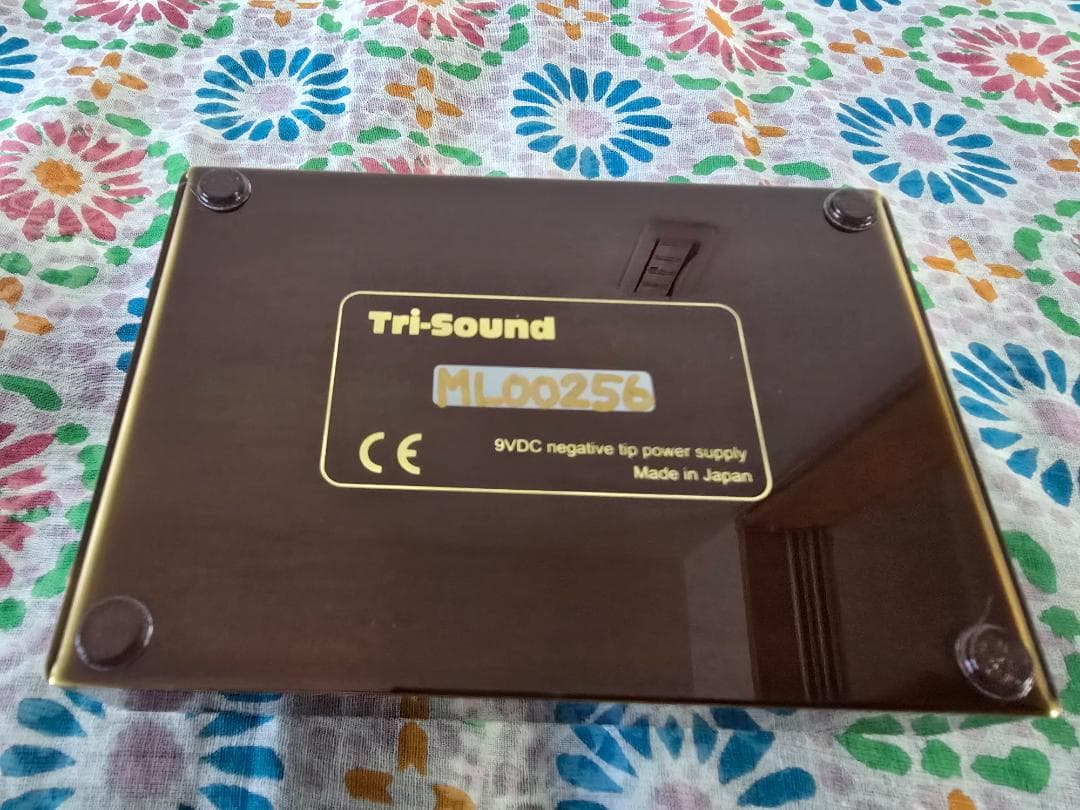 Tri-Sound
ML00256
CE
9VDC negative tip power supply
Made in Japan